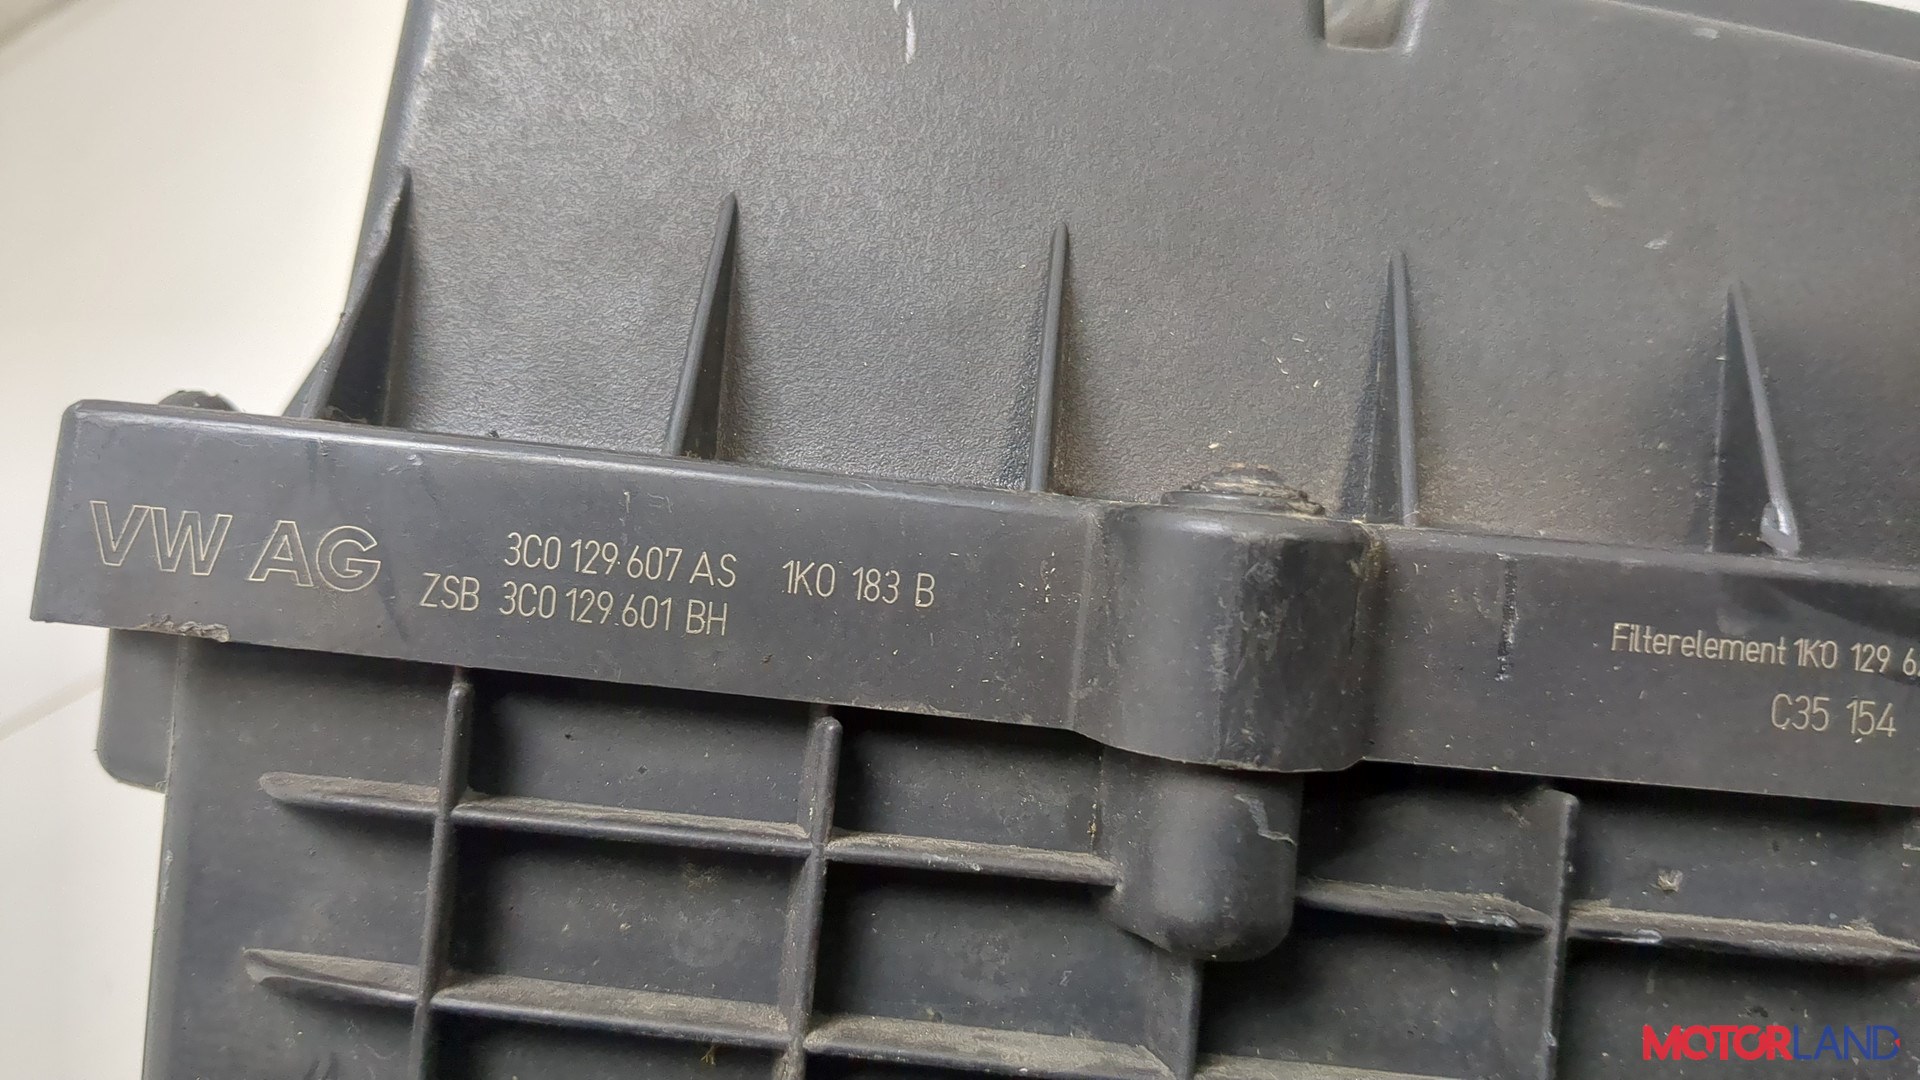 VW AG
3C0 129 607 AS 1K0 183 B
ZSB 3C0 129 601 BH
Filterelement 1K0 129 6
C35 154
MOTORLAND